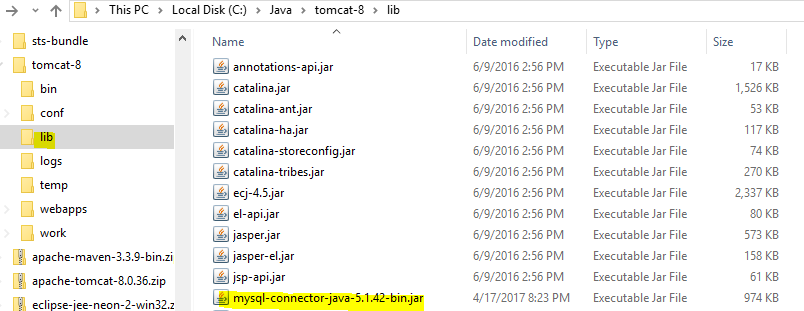 This PC > Local Disk (C:) > Java > tomcat-8 > lib
sts-bundle
tomcat-8
bin
conf
lib
logs
temp
webapps
work
apache-maven-3.3.9-bin.zi
apache-tomcat-8.0.36.zip
eclipse-jee-neon-2-win32.z
Name Date modified Type Size
annotations-api.jar 6/9/2016 2:56 PM Executable Jar File 17 KB
catalina.jar 6/9/2016 2:56 PM Executable Jar File 1,526 KB
catalina-ant.jar 6/9/2016 2:56 PM Executable Jar File 53 KB
catalina-ha.jar 6/9/2016 2:56 PM Executable Jar File 117 KB
catalina-storeconfig.jar 6/9/2016 2:56 PM Executable Jar File 74 KB
catalina-tribes.jar 6/9/2016 2:56 PM Executable Jar File 270 KB
ecj-4.5.jar 6/9/2016 2:56 PM Executable Jar File 2,337 KB
el-api.jar 6/9/2016 2:56 PM Executable Jar File 80 KB
jasper.jar 6/9/2016 2:56 PM Executable Jar File 573 KB
jasper-el.jar 6/9/2016 2:56 PM Executable Jar File 158 KB
jsp-api.jar 6/9/2016 2:56 PM Executable Jar File 61 KB
mysql-connector-java-5.1.42-bin.jar 4/17/2017 8:23 PM Executable Jar File 974 KB